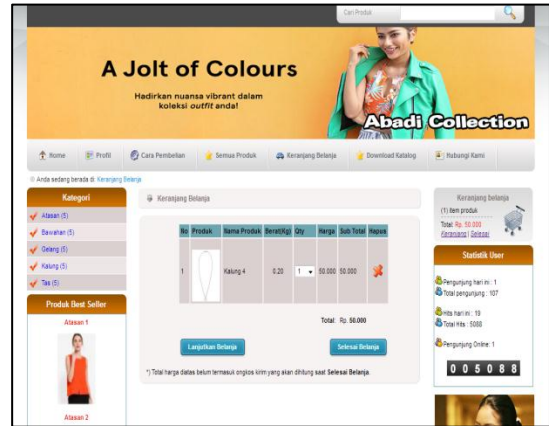 Cari Produk
A Jolt of Colours
Hadirkan nuansa vibrant dalam
koleksi outfit anda!
Abadi Collection
Home Profil Cara Pembelian Semua Produk Keranjang Belanja Download Katalog Hubungi Kami
Anda sedang berada di: Keranjang Belanja
Kategori
Atasan (5)
Bawahan (5)
Gelang (5)
Kalung (5)
Tas (5)
Produk Best Seller
Atasan 1
Atasan 2
Keranjang Belanja
No Produk Nama Produk Berat(Kg) Qty Harga Sub Total Hapus
1 Kalung 4 0.20 1 50.000 50.000
Total: Rp. 50.000
Lanjutkan Belanja Selesai Belanja
*) Total harga diatas belum termasuk ongkos kirim yang akan dihitung saat Selesai Belanja.
Keranjang belanja
(1) item produk
Total: Rp. 50.000
Keranjang | Selesai
Statistik User
Pengunjung hari ini : 1
Total pengunjung : 107
Hits hari ini : 19
Total Hits : 5088
Pengunjung Online: 1
005088